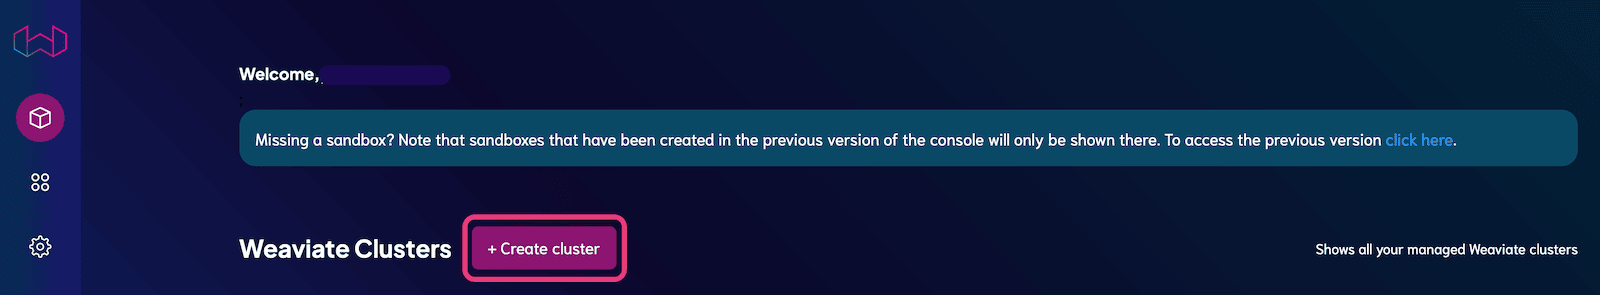 Welcome,
Missing a sandbox? Note that sandboxes that have been created in the previous version of the console will only be shown there. To access the previous version click here.
Weaviate Clusters + Create cluster Shows all your managed Weaviate clusters